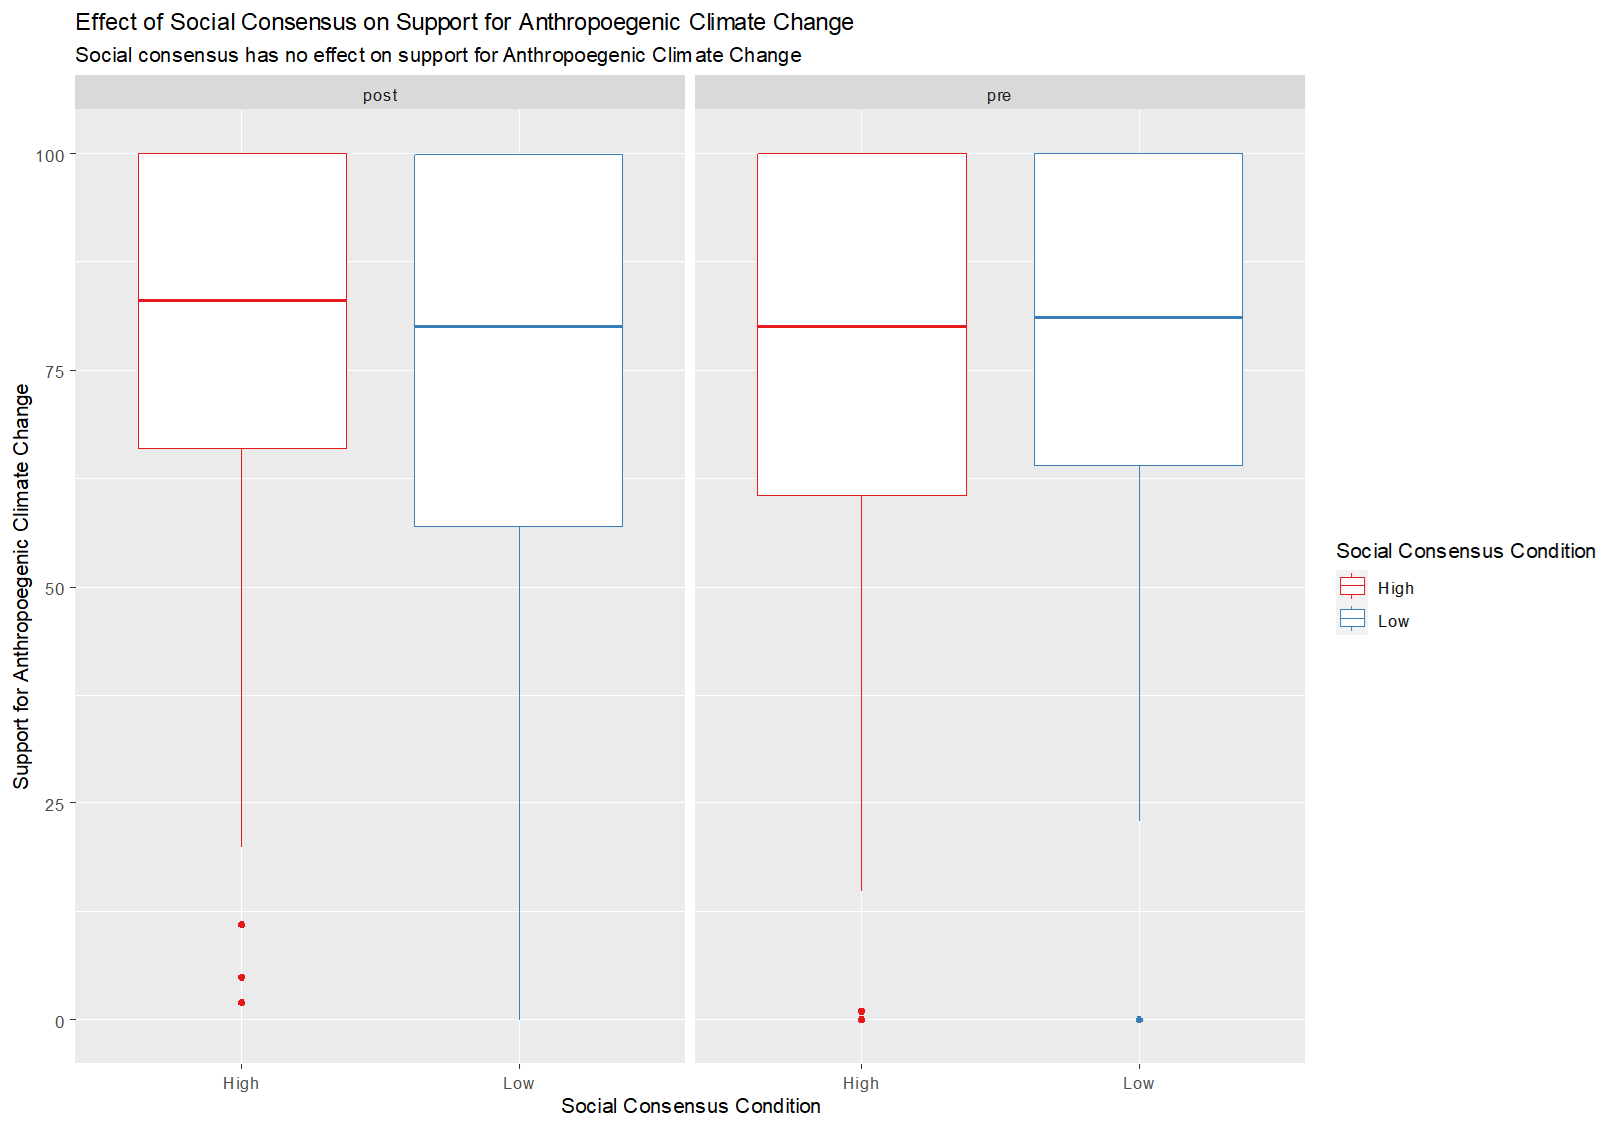 Effect of Social Consensus on Support for Anthropoegenic Climate Change
Social consensus has no effect on support for Anthropoegenic Climate Change
post
pre
Support for Anthropoegenic Climate Change
100
75
50
25
0
High
Low
High
Low
Social Consensus Condition
Social Consensus Condition
High
Low